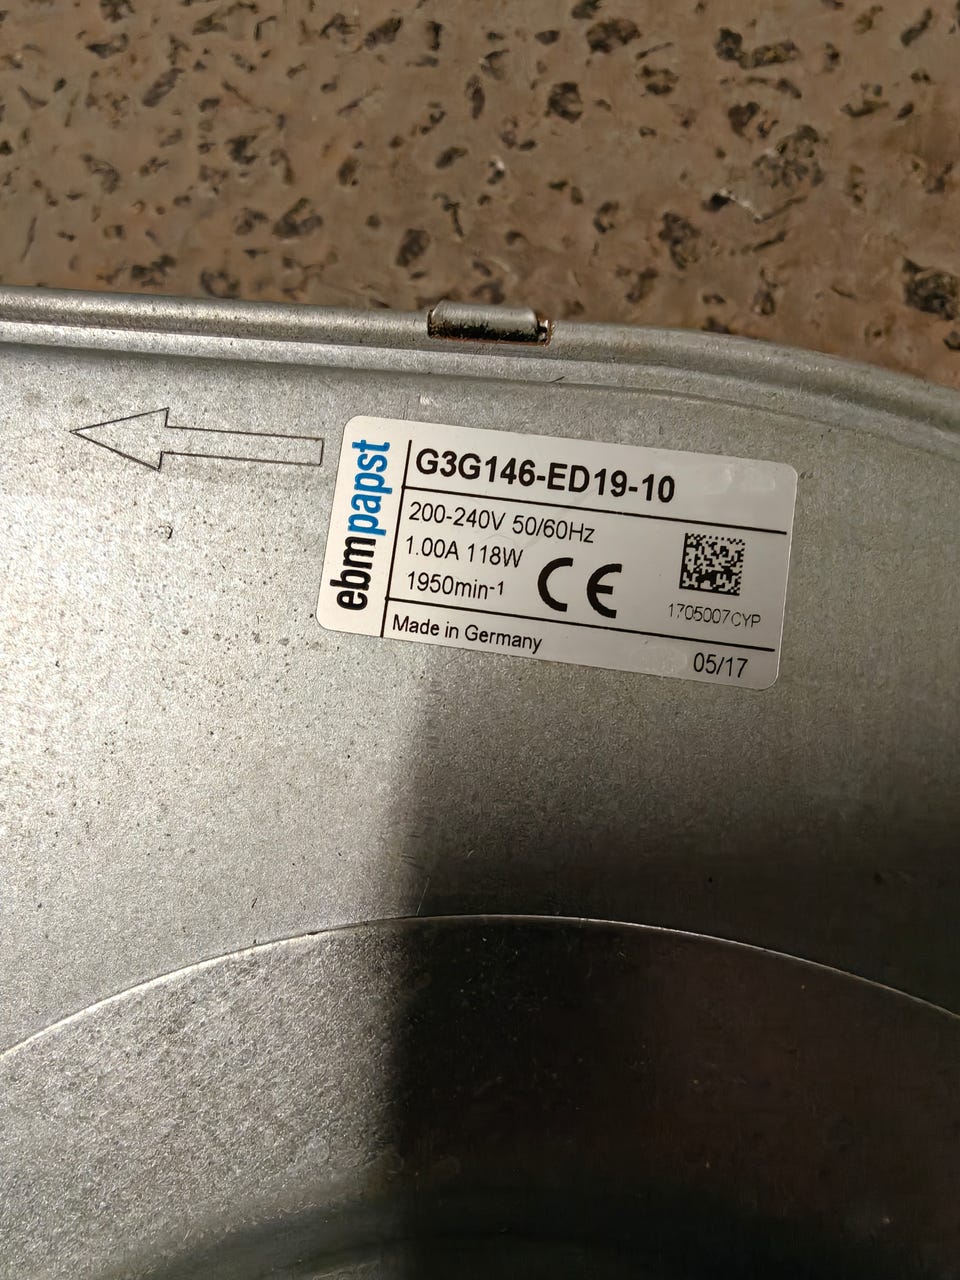 ebmpapst
G3G146-ED19-10
200-240V 50/60Hz
1.00A 118W
1950min-1
CE
1705007CYP
Made in Germany
05/17